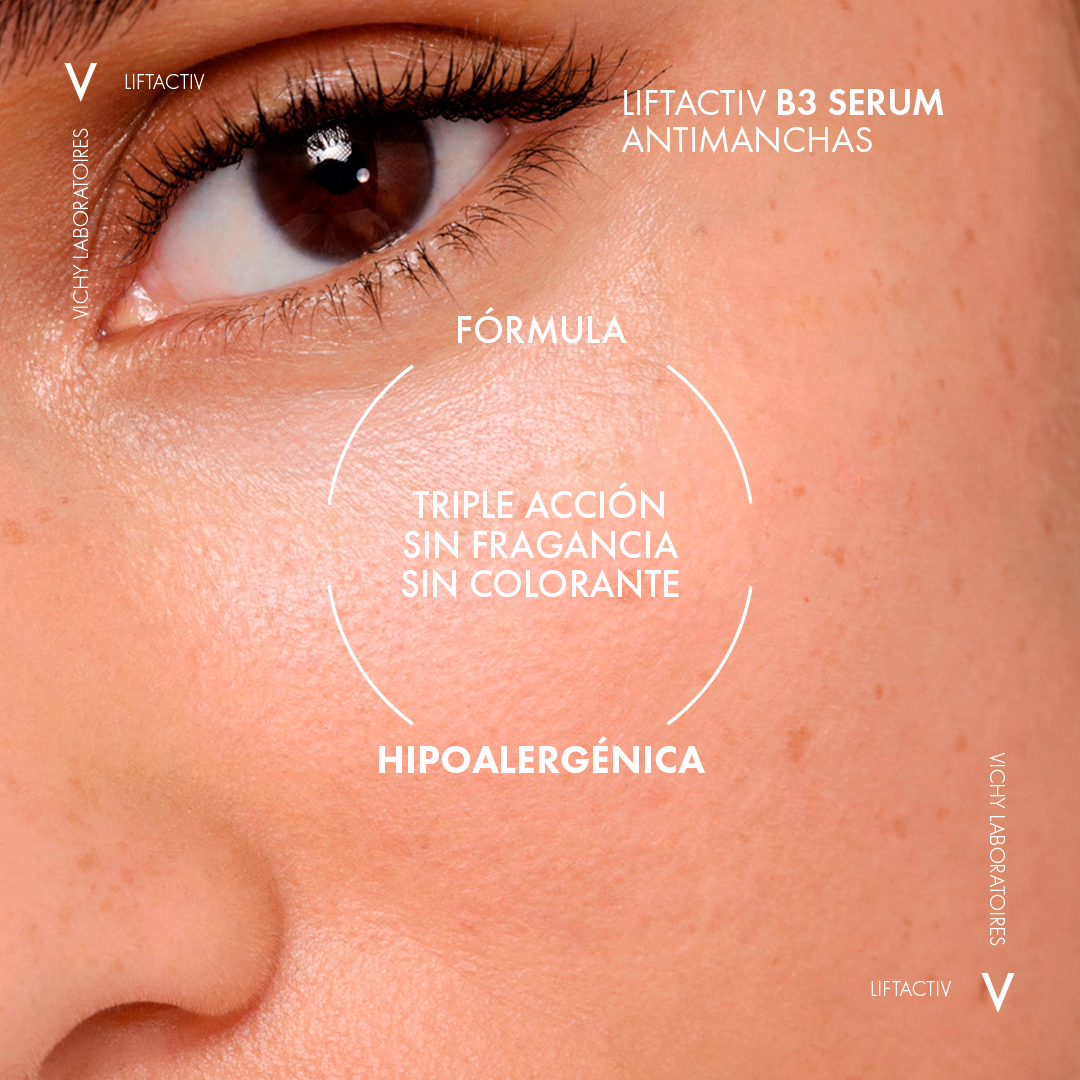 V LIFTACTIV
VICHY LABORATOIRES
LIFTACTIV B3 SERUM
ANTIMANCHAS
FÓRMULA
TRIPLE ACCIÓN
SIN FRAGANCIA
SIN COLORANTE
HIPOALERGÉNICA
VICHY LABORATOIRES
LIFTACTIV V